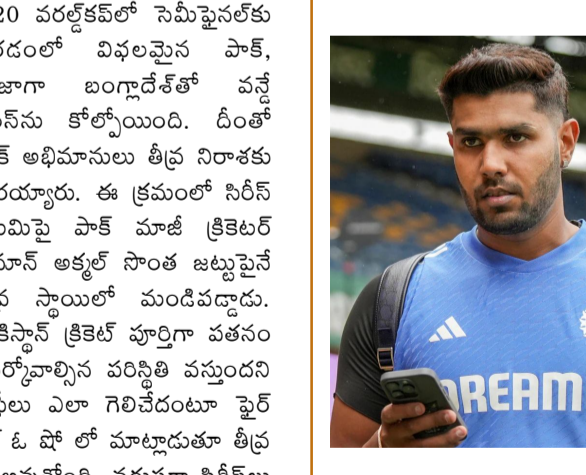 20 వరల్డ్‌కప్‌లో సెమీఫైనల్‌కు
రడంలో విఫలమైన పాక్,
జాగా బంగ్లాదేశ్‌తో వన్డే
స్‌ను కోల్పోయింది. దీంతో
క్ అభిమానులు తీవ్ర నిరాశకు
రయ్యారు. ఈ క్రమంలో సిరీస్
మిపై పాక్ మాజీ క్రికెటర్
మాన్ అక్మల్ సొంత జట్టుపైనే
వ స్థాయిలో మండిపడ్డాడు.
కిస్థాన్ క్రికెట్ పూర్తిగా పతనం
ర్కోవాల్సిన పరిస్థితి వస్తుందని
లు ఎలా గెలిచేదంటూ ఫైర్
ఓ షో లో మాట్లాడుతూ తీవ్ర
DREAM